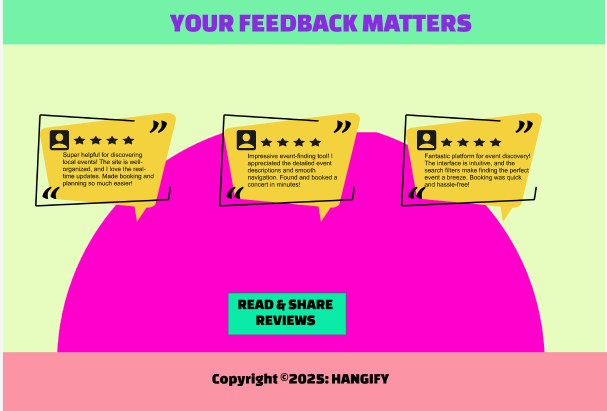 YOUR FEEDBACK MATTERS
Super helpful for discovering
local events! The site is well-
organized, and I love the real-
time updates. Made booking and
planning so much easier!
Impressive event-finding tool! I
appreciated the detailed event
descriptions and smooth
navigation. Found and booked a
concert in minutes!
Fantastic platform for event discovery!
The interface is intuitive, and the
search filters make finding the perfect
event a breeze. Booking was quick
and hassle-free!
READ & SHARE
REVIEWS
Copyright ©2025: HANGIFY